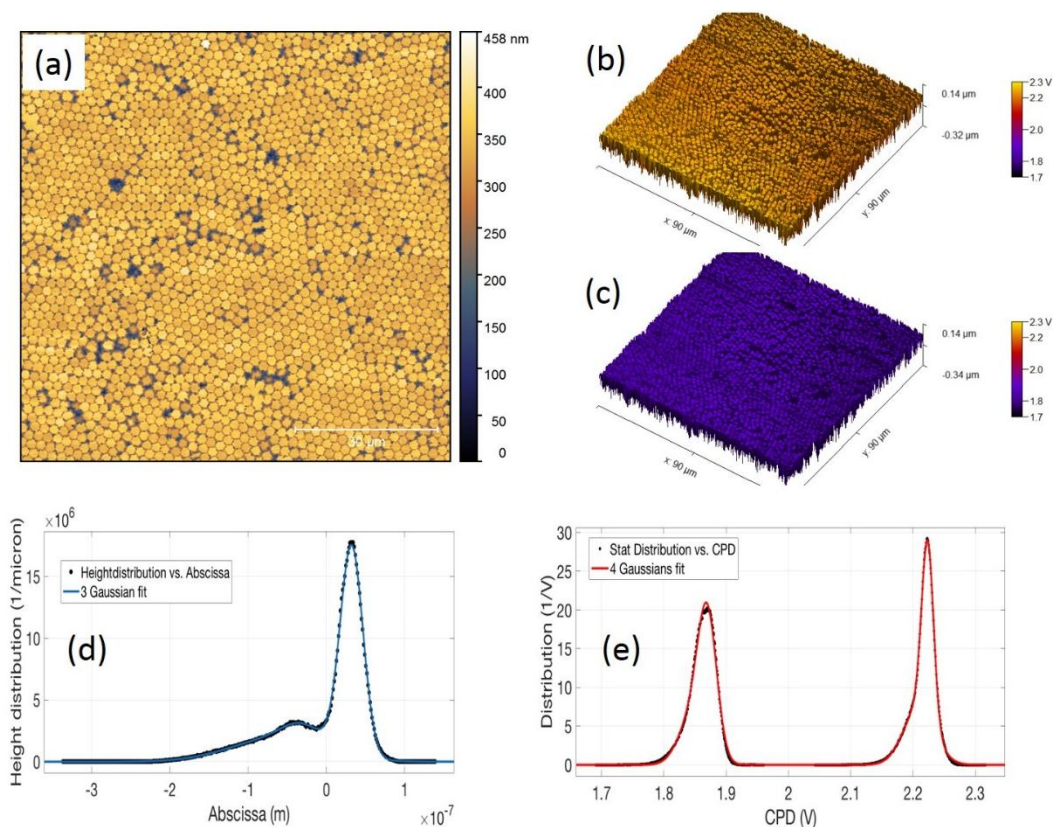 (a)
458 nm
400
350
300
250
200
150
100
50
0
30 µm
(b)
0.14 µm
-0.32 µm
x: 90 µm
y: 90 µm
2.3 V
2.2
2.0
1.8
1.7
(c)
0.14 µm
-0.34 µm
x: 90 µm
y: 90 µm
2.3 V
2.2
2.0
1.8
1.7
×10⁶
Height distribution (1/micron)
15
10
5
0
Heightdistribution vs. Abscissa
3 Gaussian fit
(d)
-3
-2
-1
0
1
Abscissa (m)
×10⁻⁷
Distribution (1/V)
30
25
20
15
10
5
0
Stat Distribution vs. CPD
4 Gaussians fit
(e)
1.7
1.8
1.9
2
2.1
2.2
2.3
CPD (V)